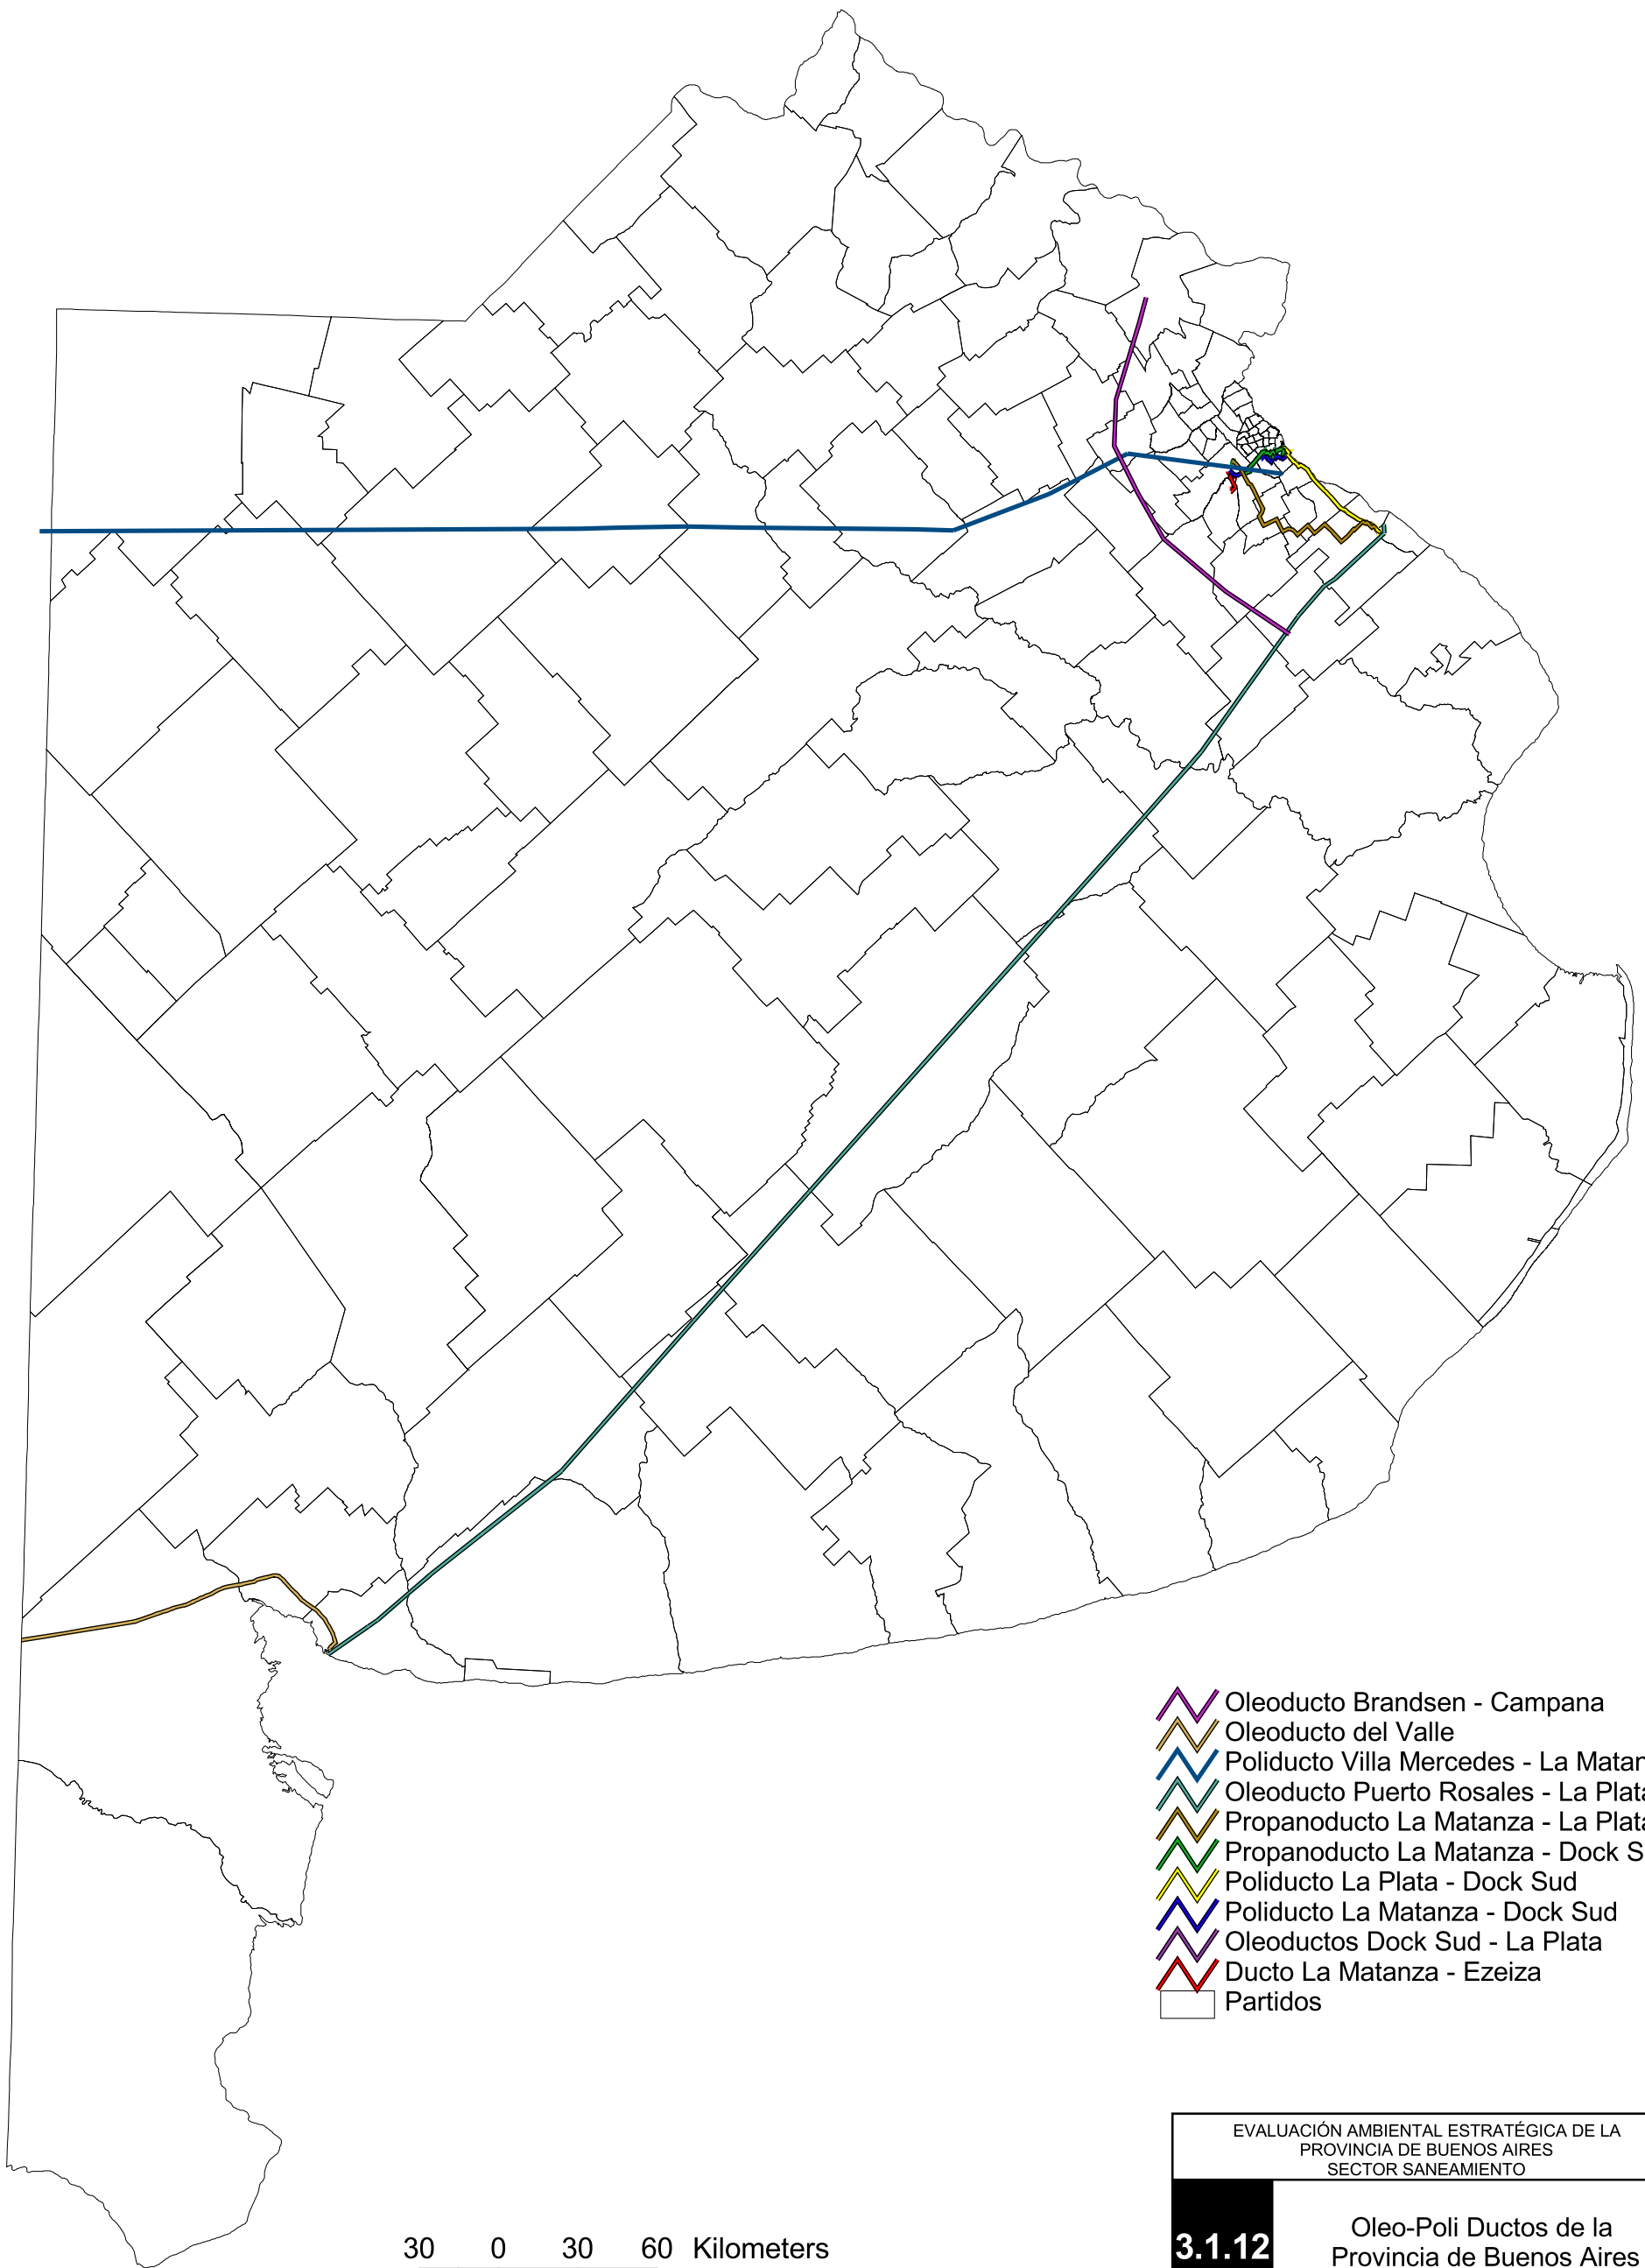 Oleoducto Brandsen - Campana
Oleoducto del Valle
Poliducto Villa Mercedes - La Matan
Oleoducto Puerto Rosales - La Plata
Propanoducto La Matanza - La Plata
Propanoducto La Matanza - Dock S
Poliducto La Plata - Dock Sud
Poliducto La Matanza - Dock Sud
Oleoductos Dock Sud - La Plata
Ducto La Matanza - Ezeiza
Partidos
EVALUACIÓN AMBIENTAL ESTRATÉGICA DE LA
PROVINCIA DE BUENOS AIRES
SECTOR SANEAMIENTO
3.1.12
Oleo-Poli Ductos de la
Provincia de Buenos Aires
30 0 30 60 Kilometers